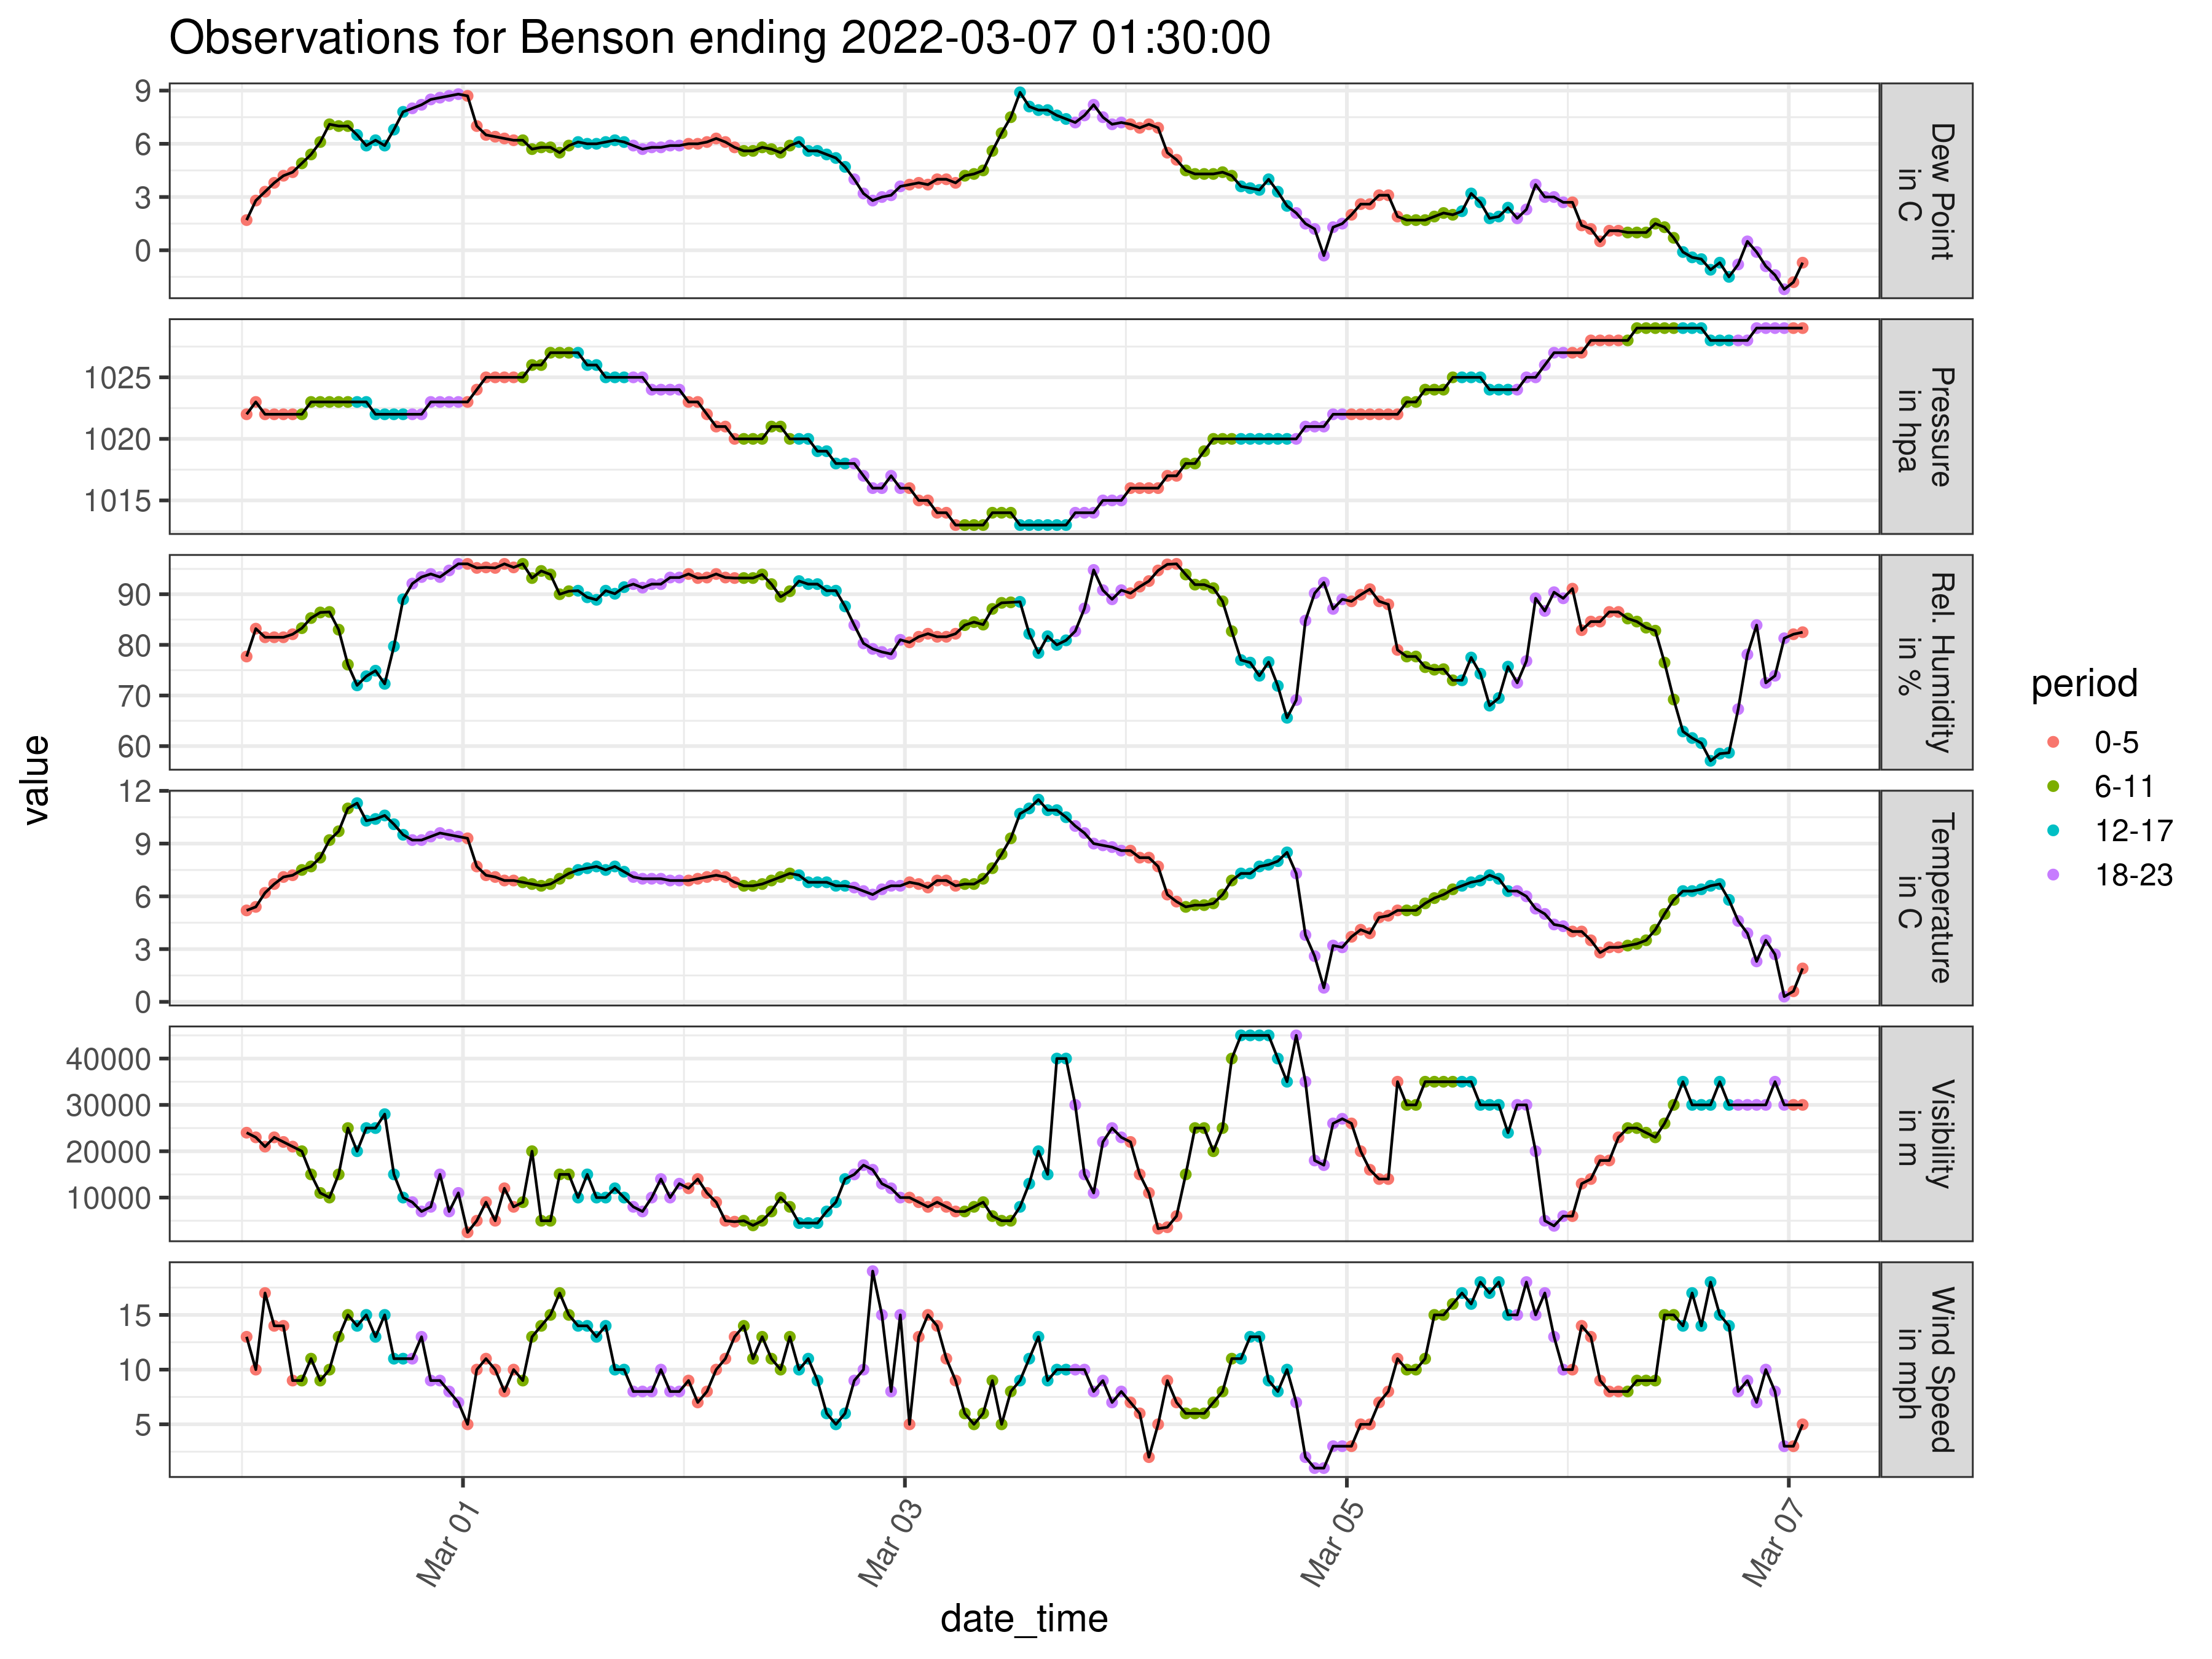 Observations for Benson ending 2022-03-07 01:30:00
9
6
3
0
Dew Point
in C
1025
1020
1015
Pressure
in hpa
90
80
70
60
Rel. Humidity
in %
12
9
6
3
0
Temperature
in C
40000
30000
20000
10000
Visibility
in m
15
10
5
Wind Speed
in mph
value
Mar 01
Mar 03
Mar 05
Mar 07
date_time
period
0-5
6-11
12-17
18-23